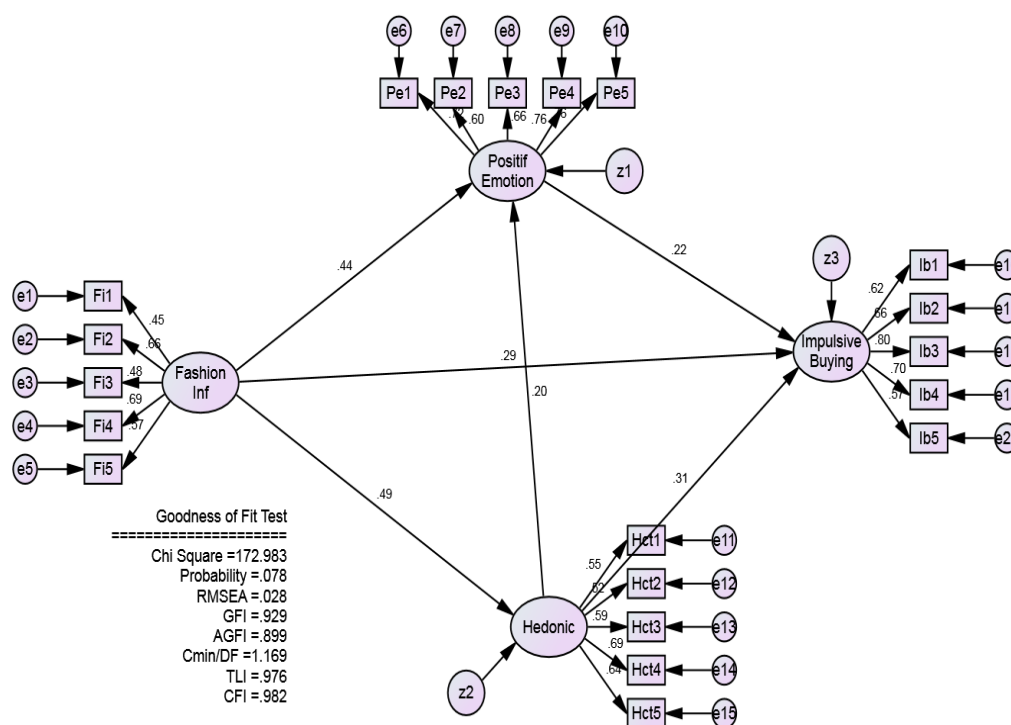 e6
e7
e8
e9
e10
Pe1
Pe2
Pe3
Pe4
Pe5
.60
.66
.76
Positif
Emotion
z1
.44
.22
z3
e1
Fi1
e2
Fi2
e3
Fi3
e4
Fi4
e5
Fi5
.45
.66
.48
.69
.57
Fashion
Inf
.29
.20
Impulsive
Buying
.62
.66
.80
.70
.57
Ib1
Ib2
Ib3
Ib4
Ib5
.49
.31
Hedonic
z2
.55
.52
.59
.69
.64
Hct1
e11
Hct2
e12
Hct3
e13
Hct4
e14
Hct5
e15
Goodness of Fit Test
=====================
Chi Square =172.983
Probability =.078
RMSEA =.028
GFI =.929
AGFI =.899
Cmin/DF =1.169
TLI =.976
CFI =.982